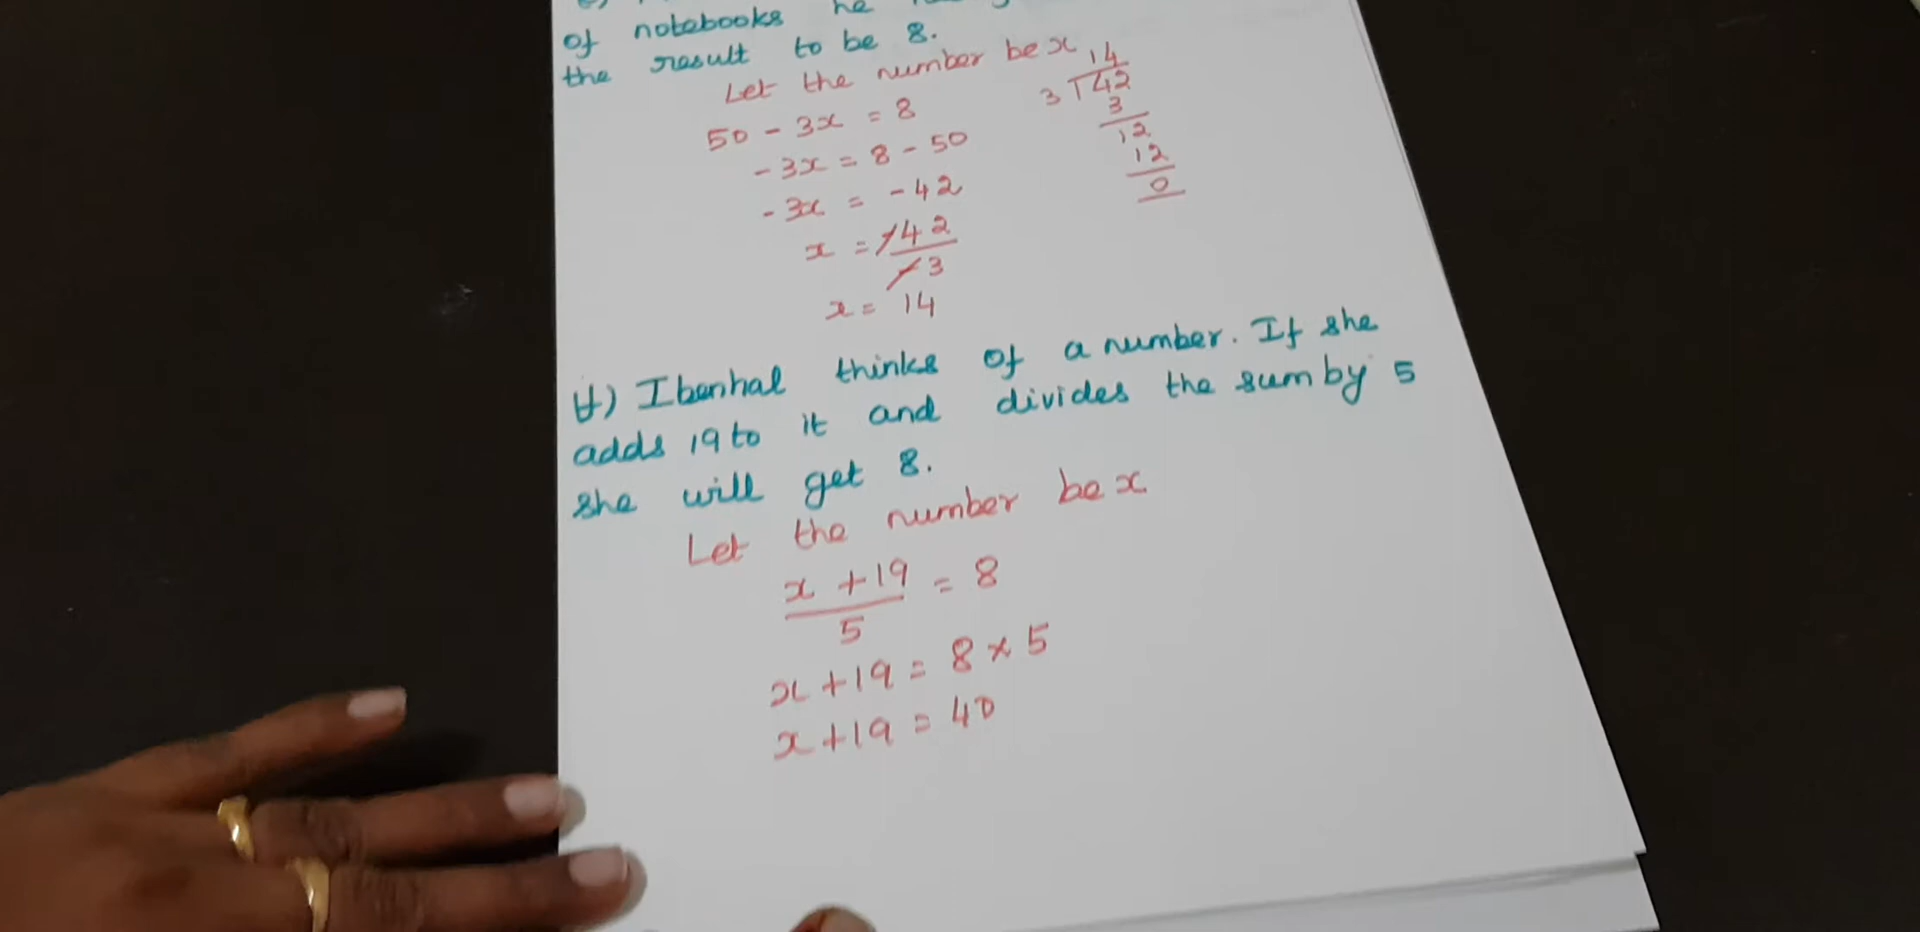 of notebooks he
the result to be 8.
Let the number be x
50 - 3x = 8
- 3x = 8 - 50
- 3x = - 42
x = -42/-3
x = 14
14
3 42
3
12
12
0
f) Ibenhal thinks of a number. If she
adds 19 to it and divides the sum by 5
she will get 8.
Let the number be x
x + 19 = 8
5
x + 19 = 8 × 5
x + 19 = 40